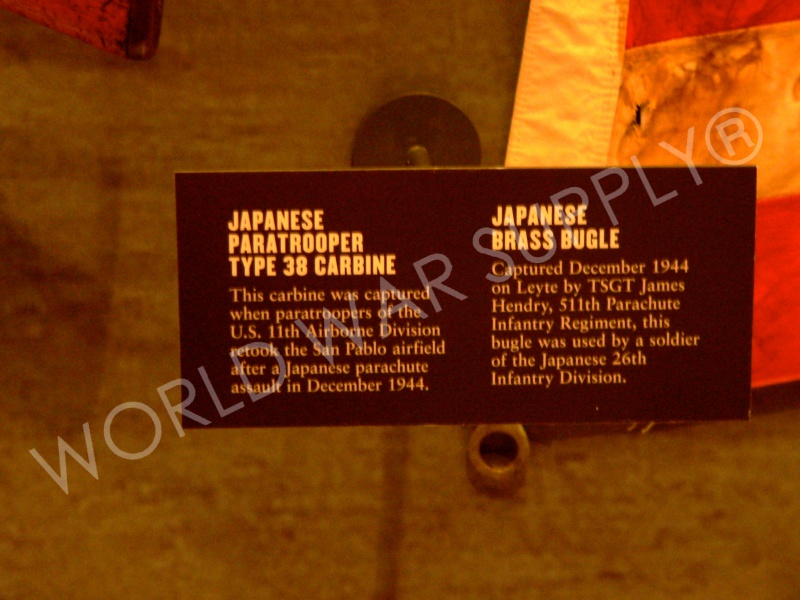 JAPANESE
PARATROOPER
TYPE 38 CARBINE
This carbine was captured
when paratroopers of the
U.S. 11th Airborne Division
retook the San Pablo airfield
after a Japanese parachute
assault in December 1944.
JAPANESE
BRASS BUGLE
Captured December 1944
on Leyte by TSGT James
Hendry, 511th Parachute
Infantry Regiment, this
bugle was used by a soldier
of the Japanese 26th
Infantry Division.
WORLD WAR SUPPLY®